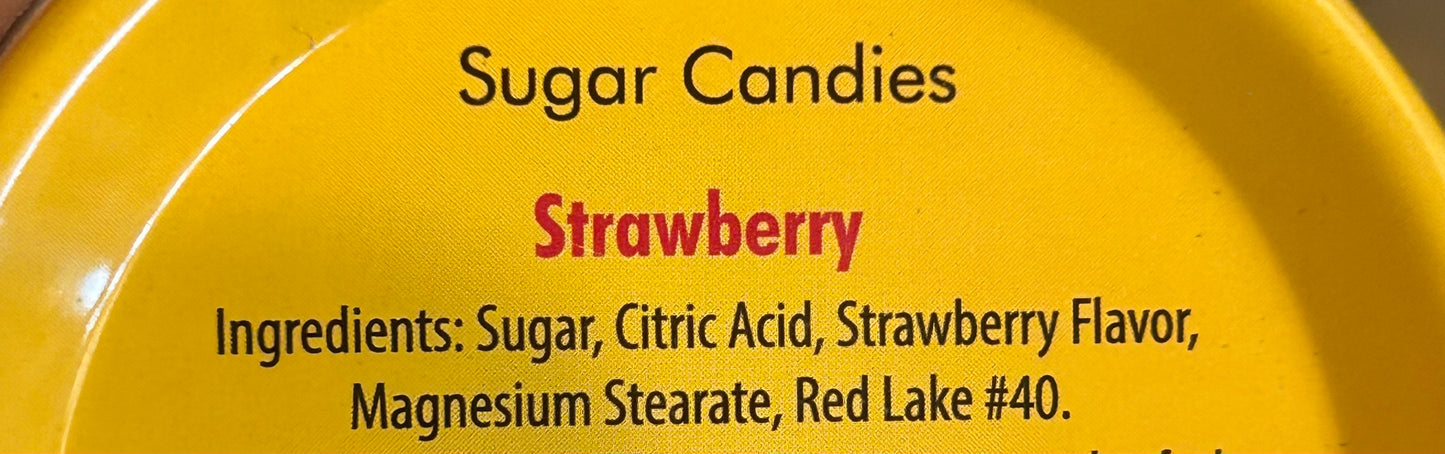 Sugar Candies
Strawberry
Ingredients: Sugar, Citric Acid, Strawberry Flavor,
Magnesium Stearate, Red Lake #40.